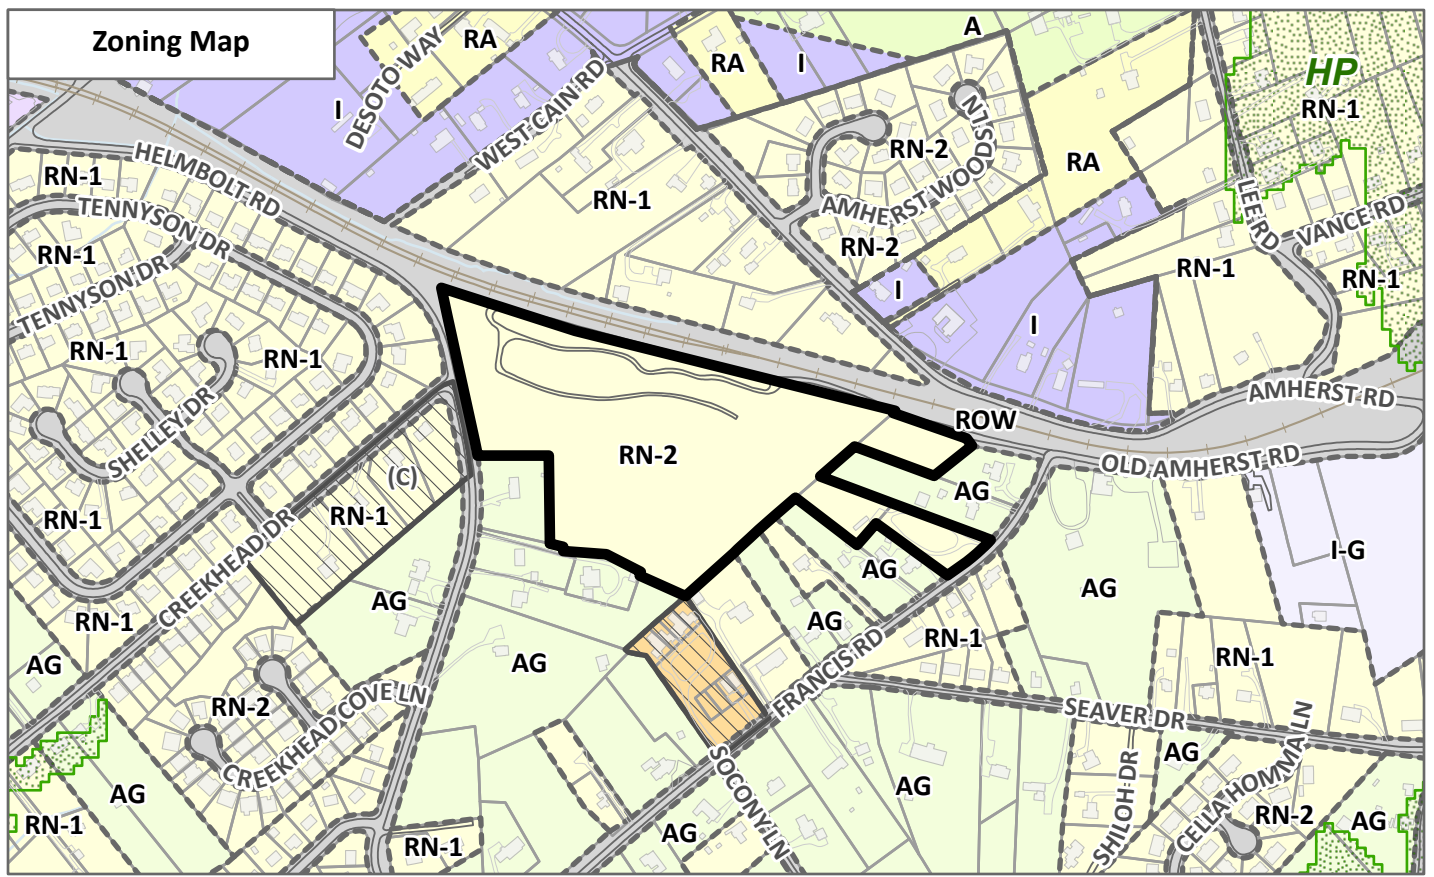 Zoning Map
A
RA
RA
I
HP
RN-1
I
DESOTO WAY
WEST CAIN RD
RN-2
AMHERST WOODS LN
RA
HELMBOLT RD
RN-1
RN-1
LEE RD
VANCE RD
TENNYSON DR
RN-1
RN-2
RN-1
RN-1
TENNYSON DR
I
I
RN-1
RN-1
AMHERST RD
SHELLEY DR
ROW
RN-2
OLD AMHERST RD
(C)
AG
RN-1
RN-1
I-G
CREEKHEAD DR
AG
AG
AG
RN-1
AG
RN-1
AG
AG
RN-1
FRANCIS RD
RN-2
CREEKHEAD COVE LN
SEAVER DR
AG
AG
AG
SHILOH DR
CELLA HOMMA LN
RN-2
AG
RN-1
RN-1
AG
SOCONY LN